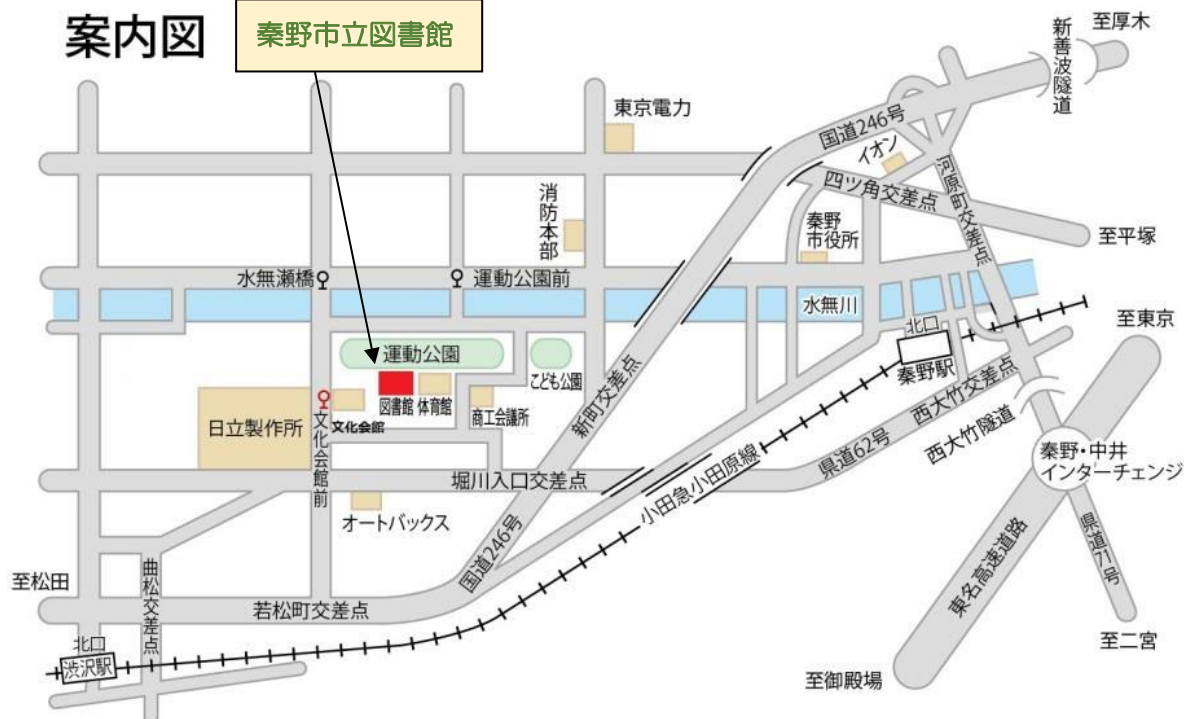 案内図
秦野市立図書館
至厚木
新善波隧道
東京電力
国道246号
イオン
四ツ角交差点
河原町交差点
消防本部
秦野
市役所
至平塚
水無瀬橋
運動公園前
水無川
北口
秦野駅
至東京
運動公園
こども公園
図書館
体育館
商工会議所
文化会館
日立製作所
文化会館前
新町交差点
西大竹交差点
西大竹隧道
県道62号
秦野・中井
インターチェンジ
堀川入口交差点
小田急小田原線
オートバックス
国道246号
県道71号
東名高速道路
至松田
曲松交差点
若松町交差点
北口
渋沢駅
至二宮
至御殿場